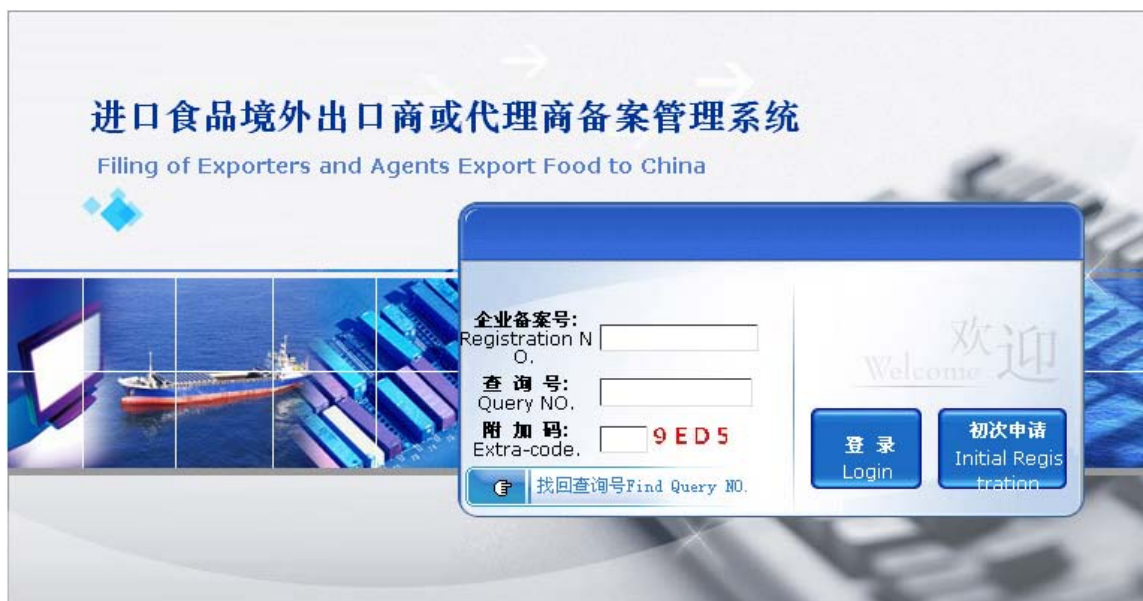 进口食品境外出口商或代理商备案管理系统
Filing of Exporters and Agents Export Food to China
企业备案号:
Registration N
O.
查 询 号:
Query NO.
附 加 码:
Extra-code.
9ED5
找回查询号Find Query NO.
欢迎
Welcome
登 录
Login
初次申请
Initial Regis
tration